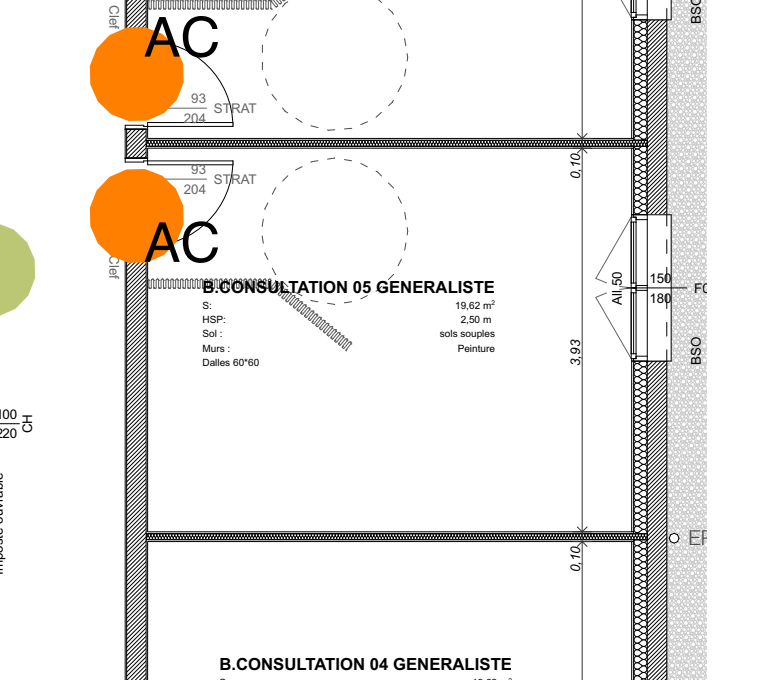 Clef
AC
BSO
93
204
STRAT
0,10
93
204
STRAT
AC
Clef
B.CONSULTATION 05 GENERALISTE
S: 19,62 m²
HSP: 2,50 m
Sol : sols souples
Murs : Peinture
Dalles 60*60
All.50
150
180
BSO
3,93
100
220
CH
0,10
B.CONSULTATION 04 GENERALISTE